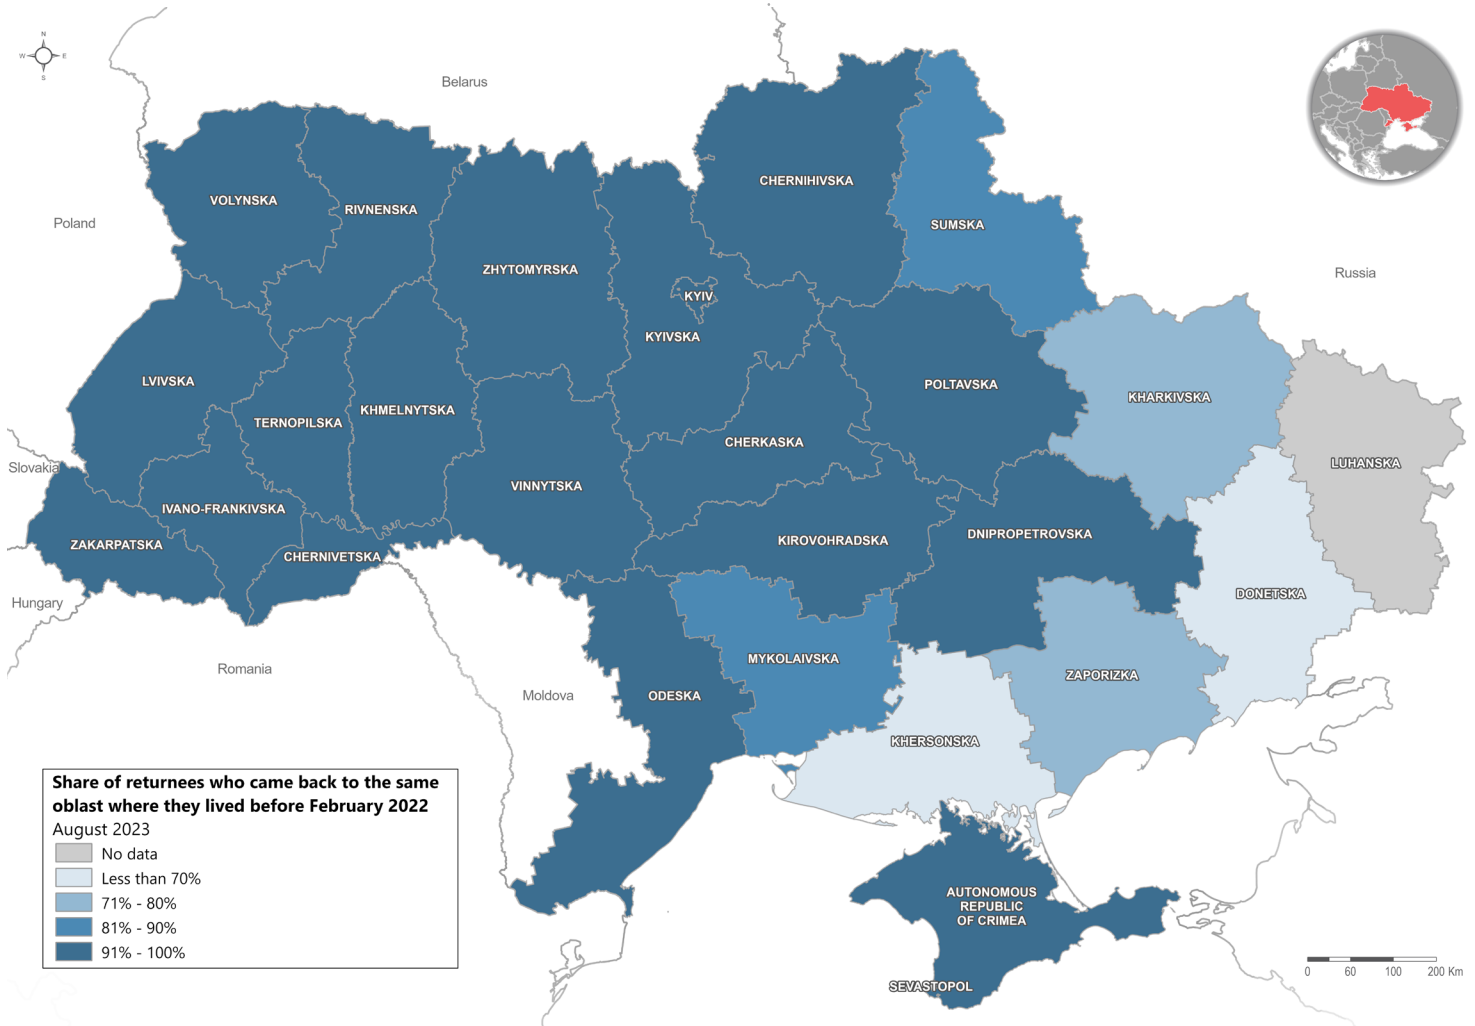 N
W
E
S
Belarus
Poland
Russia
Slovakia
Hungary
Romania
Moldova
VOLYNSKA
RIVNENSKA
ZHYTOMYRSKA
CHERNIHIVSKA
SUMSKA
KYIV
KYIVSKA
LVIVSKA
TERNOPILSKA
KHMELNYTSKA
POLTAVSKA
KHARKIVSKA
LUHANSKA
CHERKASKA
VINNYTSKA
IVANO-FRANKIVSKA
ZAKARPATSKA
CHERNIVETSKA
KIROVOHRADSKA
DNIPROPETROVSKA
DONETSKA
MYKOLAIVSKA
ZAPORIZKA
ODESKA
KHERSONSKA
AUTONOMOUS
REPUBLIC
OF CRIMEA
SEVASTOPOL
Share of returnees who came back to the same
oblast where they lived before February 2022
August 2023
No data
Less than 70%
71% - 80%
81% - 90%
91% - 100%
0 60 100 200 Km